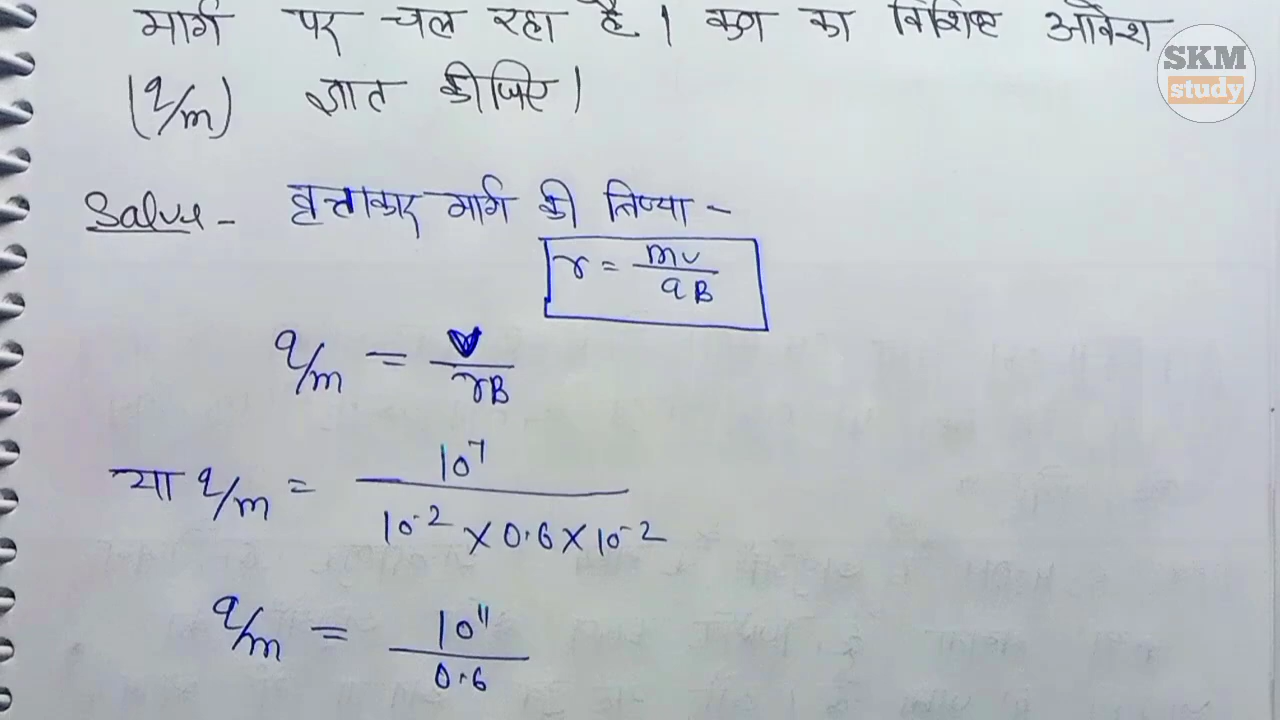 मार्ग पर चल रहा है। कण का विशिष्ट आवेश
(q/m) ज्ञात कीजिए।
SKM
study
Solve - वृत्ताकार मार्ग की त्रिज्या -
r = mv/qB
q/m = v/rB
या q/m = 10⁷/10⁻² × 0.6 × 10⁻²
q/m = 10¹¹/0.6